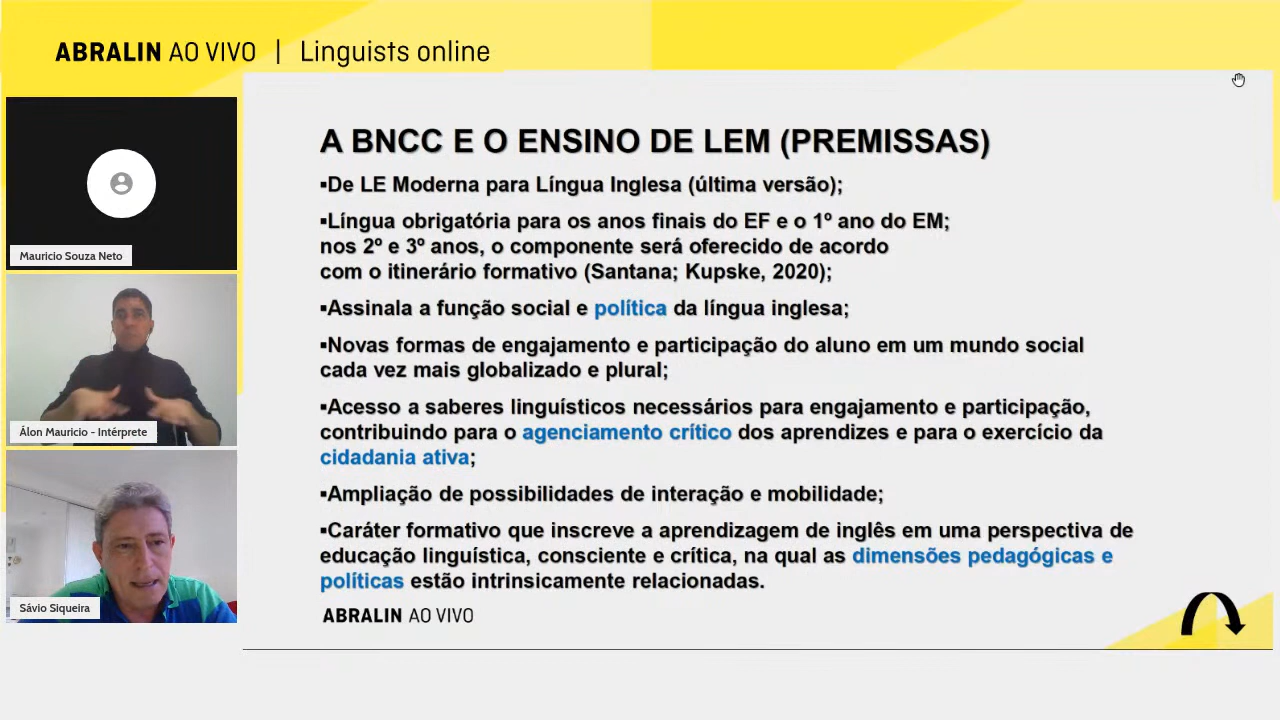 ABRALIN AO VIVO | Linguists online
Mauricio Souza Neto
Álon Mauricio - Intérprete
Sávio Siqueira
A BNCC E O ENSINO DE LEM (PREMISSAS)
▪De LE Moderna para Língua Inglesa (última versão);
▪Língua obrigatória para os anos finais do EF e o 1º ano do EM;
nos 2º e 3º anos, o componente será oferecido de acordo
com o itinerário formativo (Santana; Kupske, 2020);
▪Assinala a função social e política da língua inglesa;
▪Novas formas de engajamento e participação do aluno em um mundo social
cada vez mais globalizado e plural;
▪Acesso a saberes linguísticos necessários para engajamento e participação,
contribuindo para o agenciamento crítico dos aprendizes e para o exercício da
cidadania ativa;
▪Ampliação de possibilidades de interação e mobilidade;
▪Caráter formativo que inscreve a aprendizagem de inglês em uma perspectiva de
educação linguística, consciente e crítica, na qual as dimensões pedagógicas e
políticas estão intrinsicamente relacionadas.
ABRALIN AO VIVO